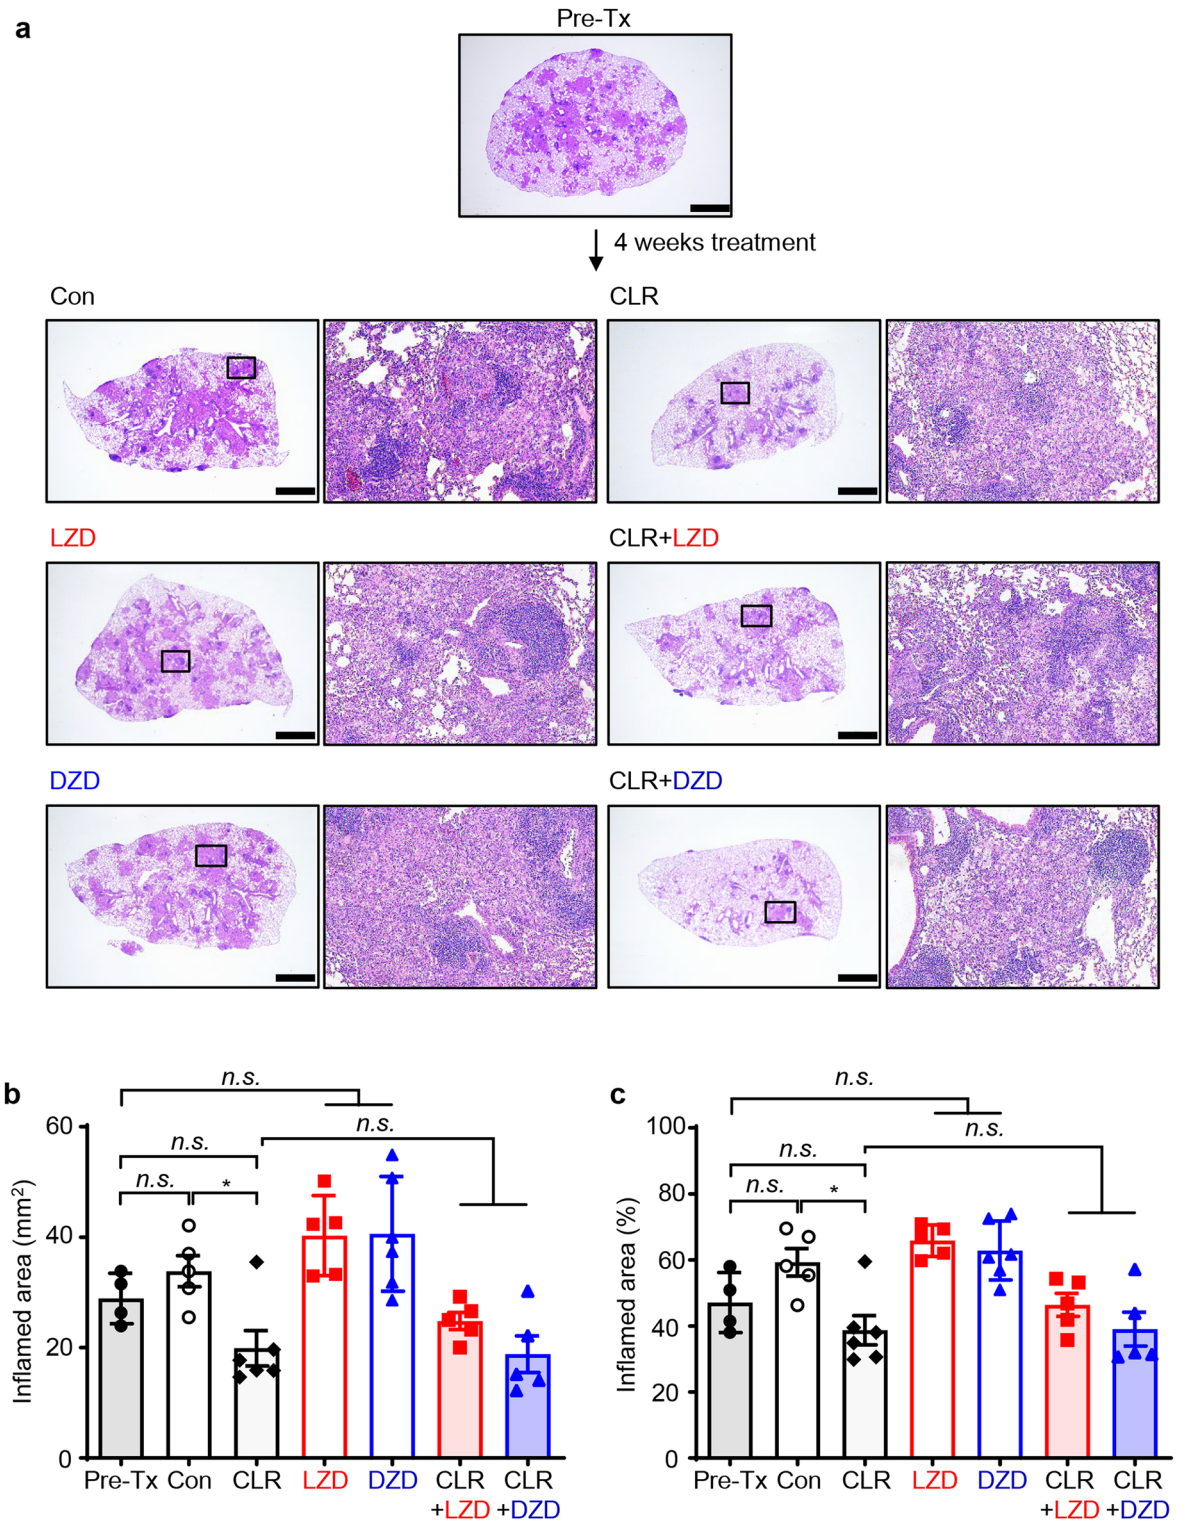 a
Pre-Tx
4 weeks treatment
Con
CLR
LZD
CLR+LZD
DZD
CLR+DZD
b
n.s.
n.s.
n.s.
n.s.
*
Inflamed area (mm²)
60
40
20
0
Pre-Tx Con CLR LZD DZD CLR +LZD CLR +DZD
c
n.s.
n.s.
n.s.
n.s.
*
Inflamed area (%)
100
80
60
40
20
0
Pre-Tx Con CLR LZD DZD CLR +LZD CLR +DZD